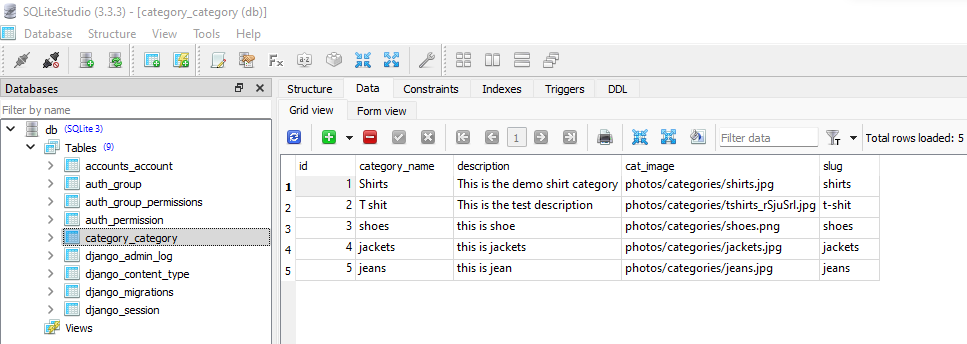 SQLiteStudio (3.3.3) - [category_category (db)]
Database Structure View Tools Help
Databases
Filter by name
db (SQLite 3)
Tables (9)
accounts_account
auth_group
auth_group_permissions
auth_permission
category_category
django_admin_log
django_content_type
django_migrations
django_session
Views
Structure Data Constraints Indexes Triggers DDL
Grid view Form view
1 Filter data Total rows loaded: 5
id category_name description cat_image slug
1 1 Shirts This is the demo shirt category photos/categories/shirts.jpg shirts
2 2 T shit This is the test description photos/categories/tshirts_rSjuSrl.jpg t-shit
3 3 shoes this is shoe photos/categories/shoes.png shoes
4 4 jackets this is jackets photos/categories/jackets.jpg jackets
5 5 jeans this is jean photos/categories/jeans.jpg jeans